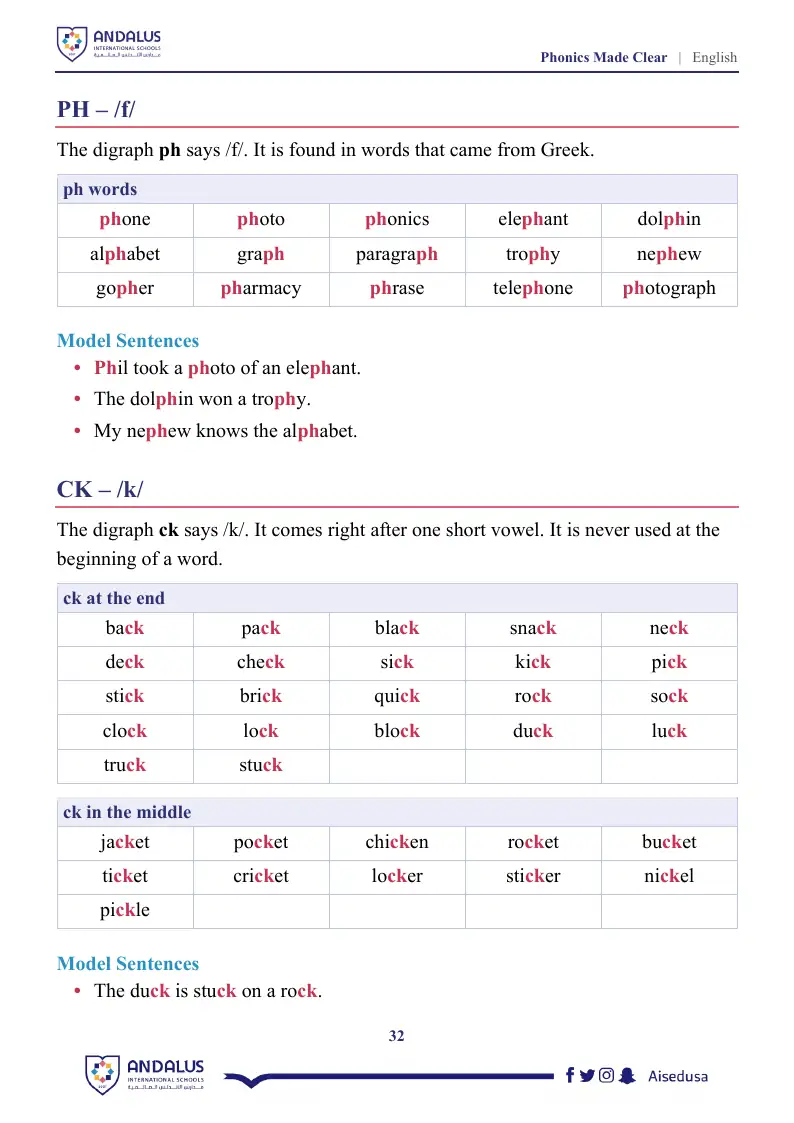 ANDALUS
INTERNATIONAL SCHOOLS
مدارس الأندلس العالمية
Phonics Made Clear | English
PH – /f/
The digraph ph says /f/. It is found in words that came from Greek.
ph words
phone photo phonics elephant dolphin
alphabet graph paragraph trophy nephew
gopher pharmacy phrase telephone photograph
Model Sentences
• Phil took a photo of an elephant.
• The dolphin won a trophy.
• My nephew knows the alphabet.
CK – /k/
The digraph ck says /k/. It comes right after one short vowel. It is never used at the
beginning of a word.
ck at the end
back pack black snack neck
deck check sick kick pick
stick brick quick rock sock
clock lock block duck luck
truck stuck
ck in the middle
jacket pocket chicken rocket bucket
ticket cricket locker sticker nickel
pickle
Model Sentences
• The duck is stuck on a rock.
32
ANDALUS
INTERNATIONAL SCHOOLS
مدارس الأندلس العالمية
Aisedusa